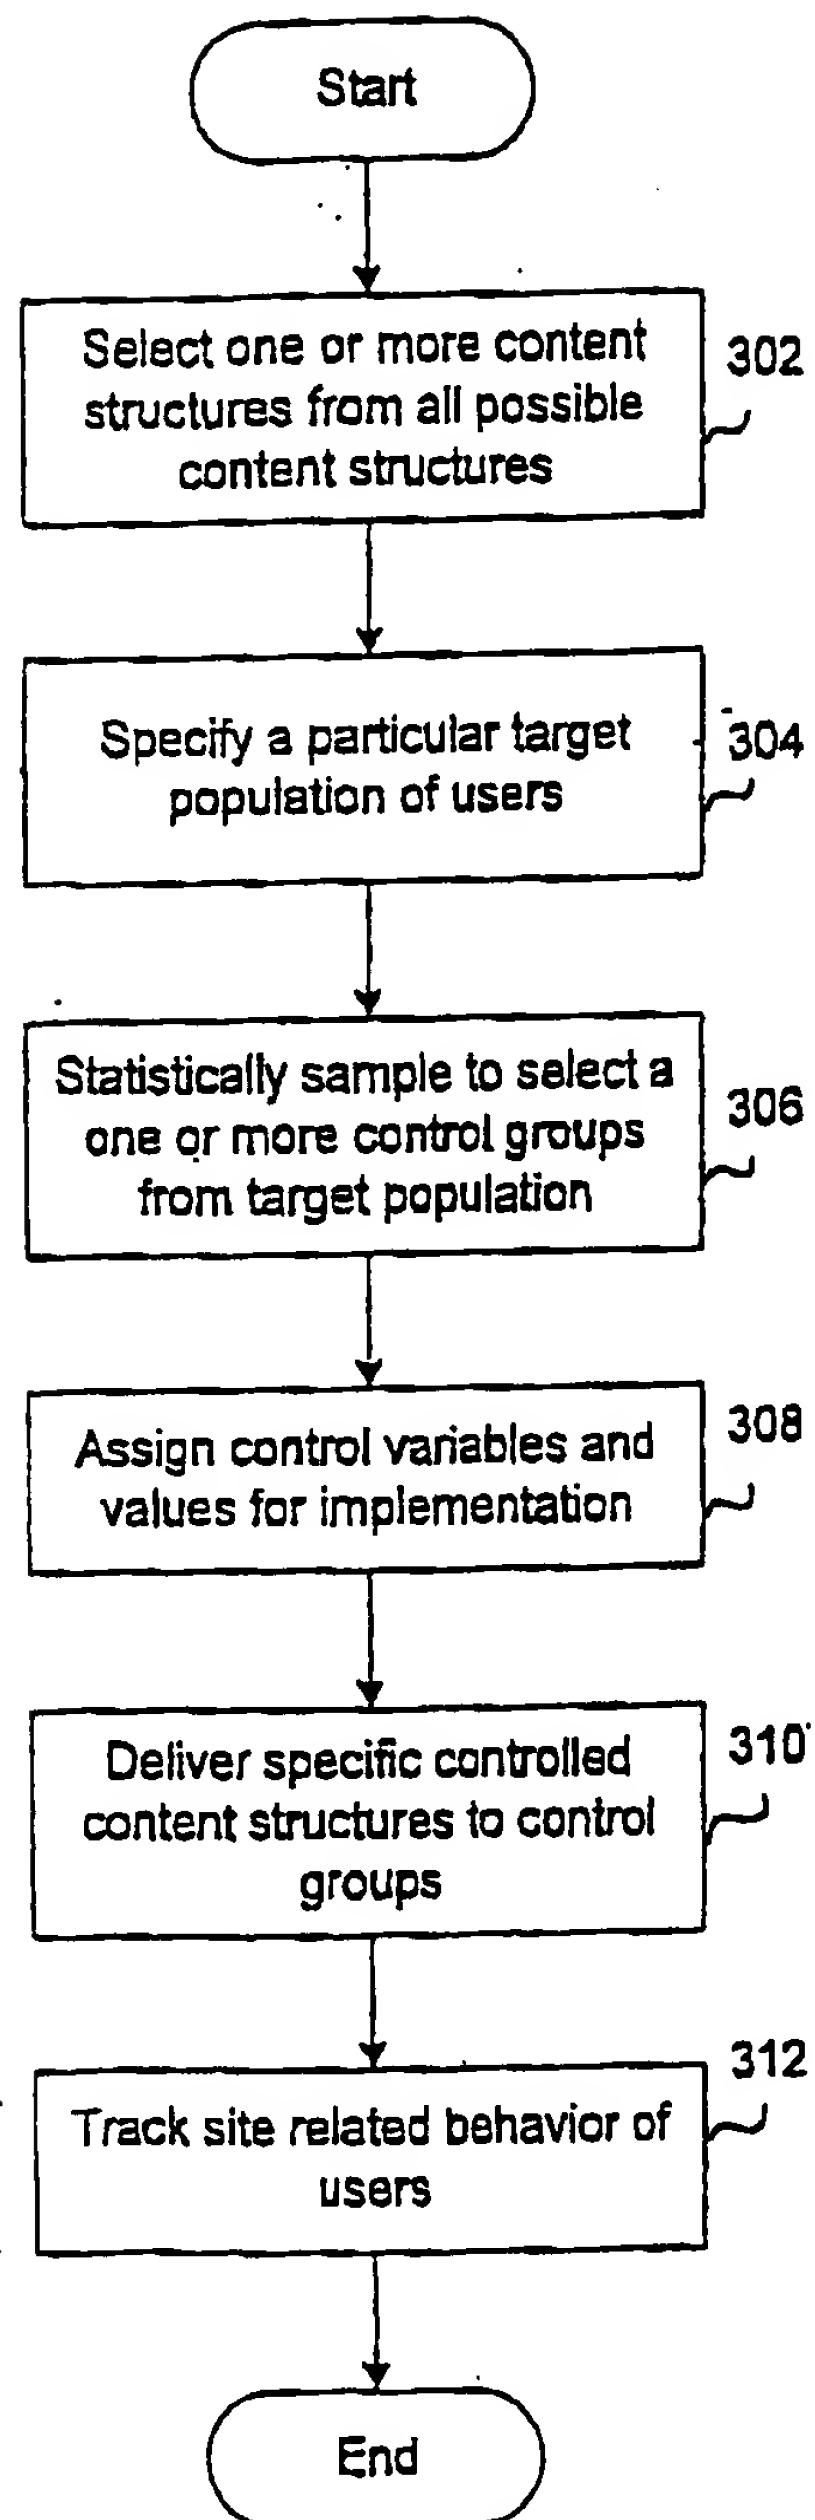 Start
Select one or more content
302
structures from all possible
content structures
Specify a particular target
304
population of users
Statistically sample to select a
306
one or more control groups
from target population
Assign control variables and
308
values for implementation
Deliver specific controlled
310
content structures to control
groups
Track site related behavior of
312
users
End